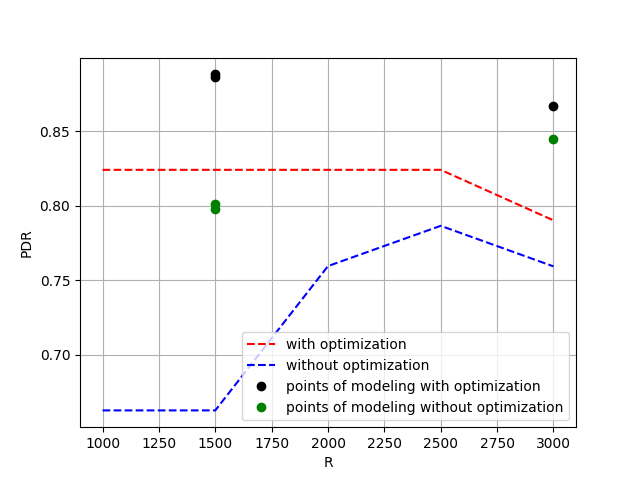 PDR
0.85
0.80
0.75
0.70
with optimization
without optimization
points of modeling with optimization
points of modeling without optimization
1000 1250 1500 1750 2000 2250 2500 2750 3000
R